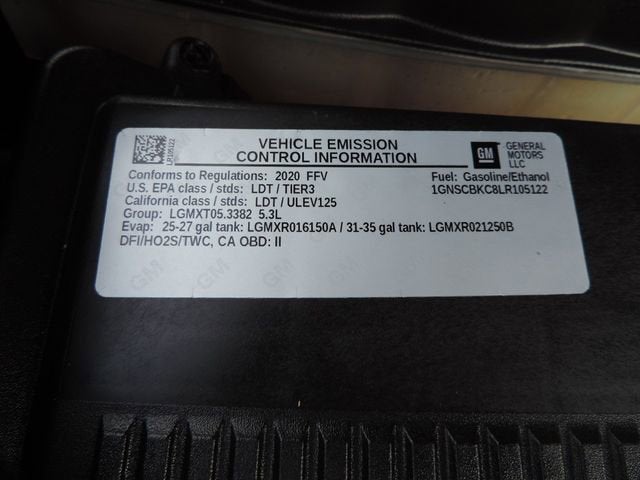 LR105122
VEHICLE EMISSION
CONTROL INFORMATION
GM
GENERAL
MOTORS
LLC
Conforms to Regulations: 2020 FFV
Fuel: Gasoline/Ethanol
U.S. EPA class / stds: LDT / TIER3
1GNSCBKC8LR105122
California class / stds: LDT / ULEV125
Group: LGMXT05.3382 5.3L
Evap: 25-27 gal tank: LGMXR016150A / 31-35 gal tank: LGMXR021250B
DFI/HO2S/TWC, CA OBD: II